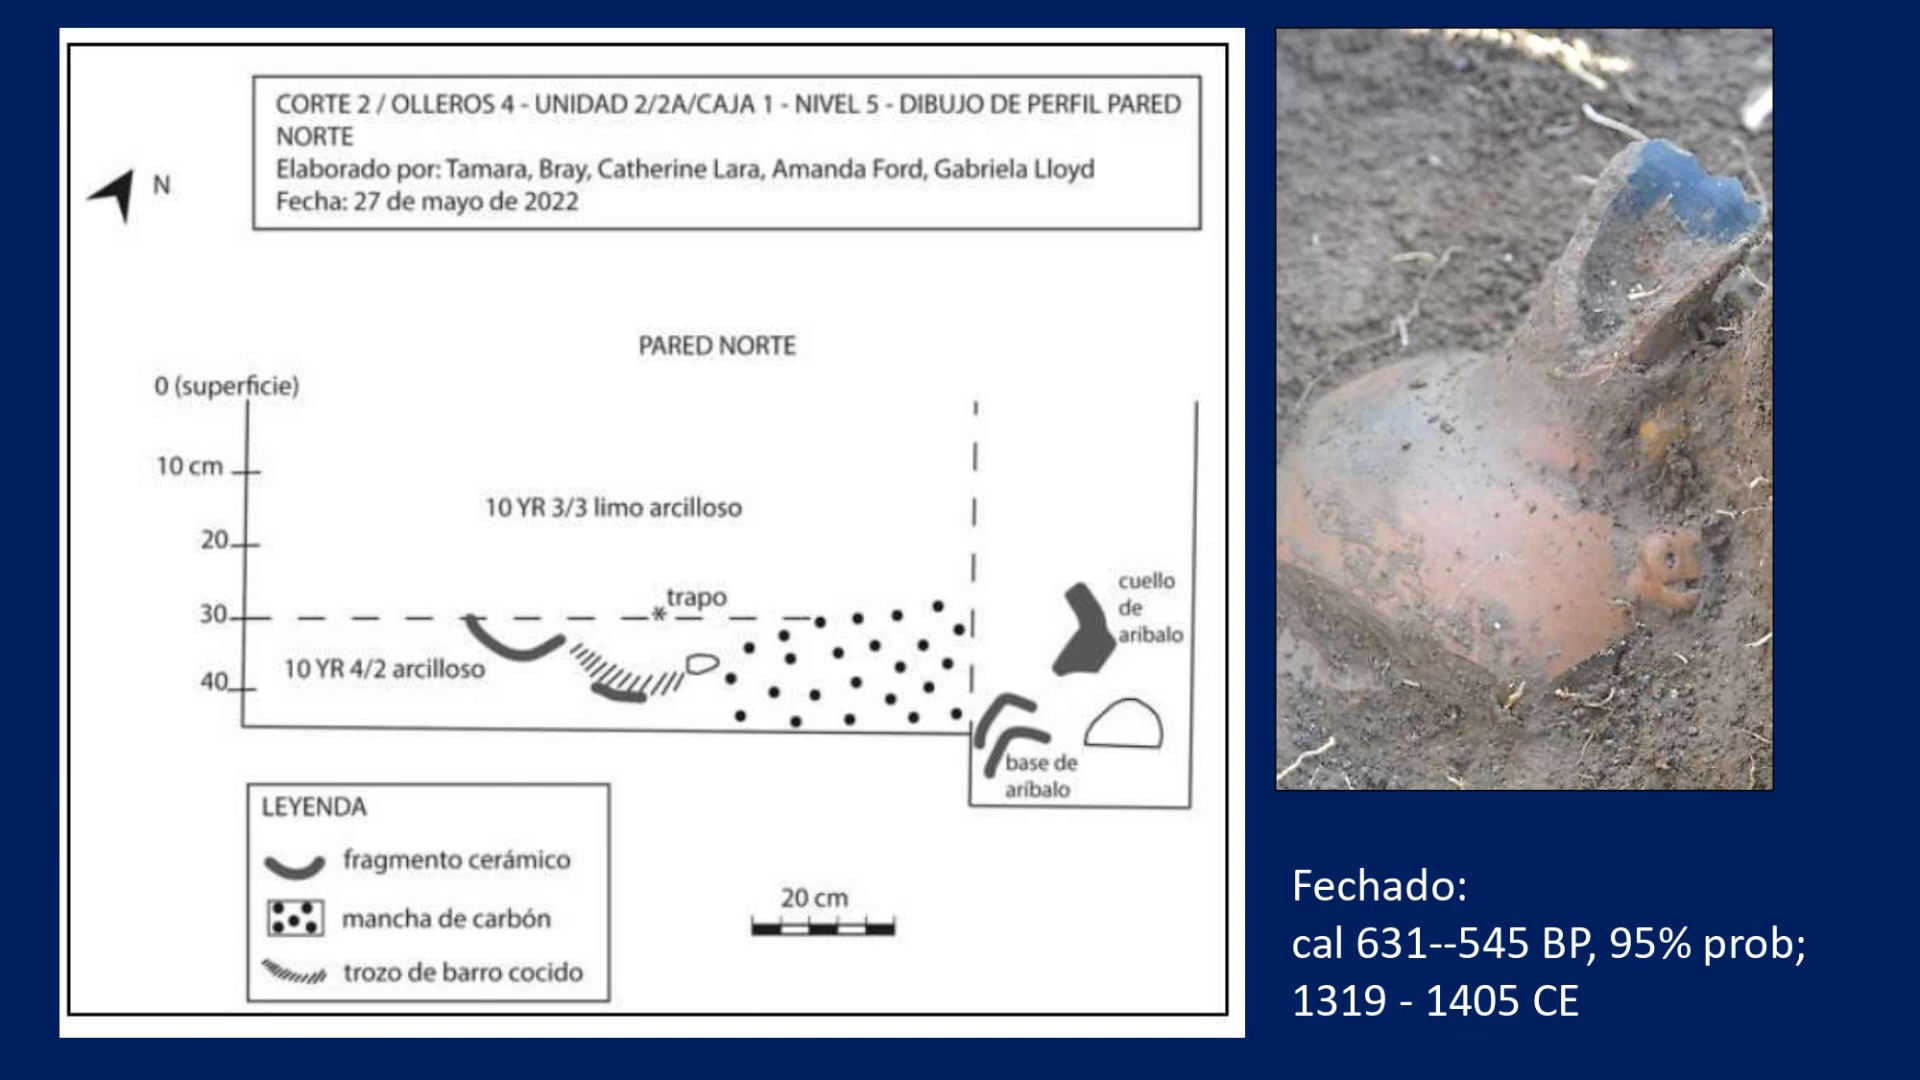 CORTE 2 / OLLEROS 4 - UNIDAD 2/2A/CAJA 1 - NIVEL 5 - DIBUJO DE PERFIL PARED
NORTE
Elaborado por: Tamara, Bray, Catherine Lara, Amanda Ford, Gabriela Lloyd
Fecha: 27 de mayo de 2022
N
PARED NORTE
0 (superficie)
10 cm
10 YR 3/3 limo arcilloso
20
trapo
*
30
cuello
de
aríbalo
10 YR 4/2 arcilloso
40
base de
aríbalo
LEYENDA
fragmento cerámico
mancha de carbón
trozo de barro cocido
20 cm
Fechado:
cal 631--545 BP, 95% prob;
1319 - 1405 CE